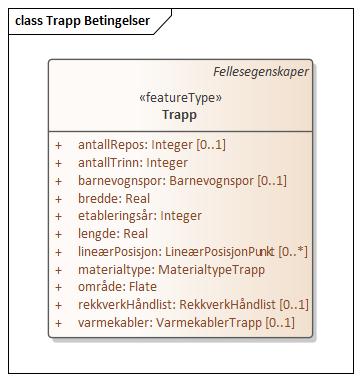 class Trapp Betingelser
Fellesegenskaper
«featureType»
Trapp
+ antallRepos: Integer [0..1]
+ antallTrinn: Integer
+ barnevognspor: Barnevognspor [0..1]
+ bredde: Real
+ etableringsår: Integer
+ lengde: Real
+ lineærPosisjon: LineærPosisjonPunkt [0..*]
+ materialtype: MaterialtypeTrapp
+ område: Flate
+ rekkverkHåndlist: RekkverkHåndlist [0..1]
+ varmekabler: VarmekablerTrapp [0..1]